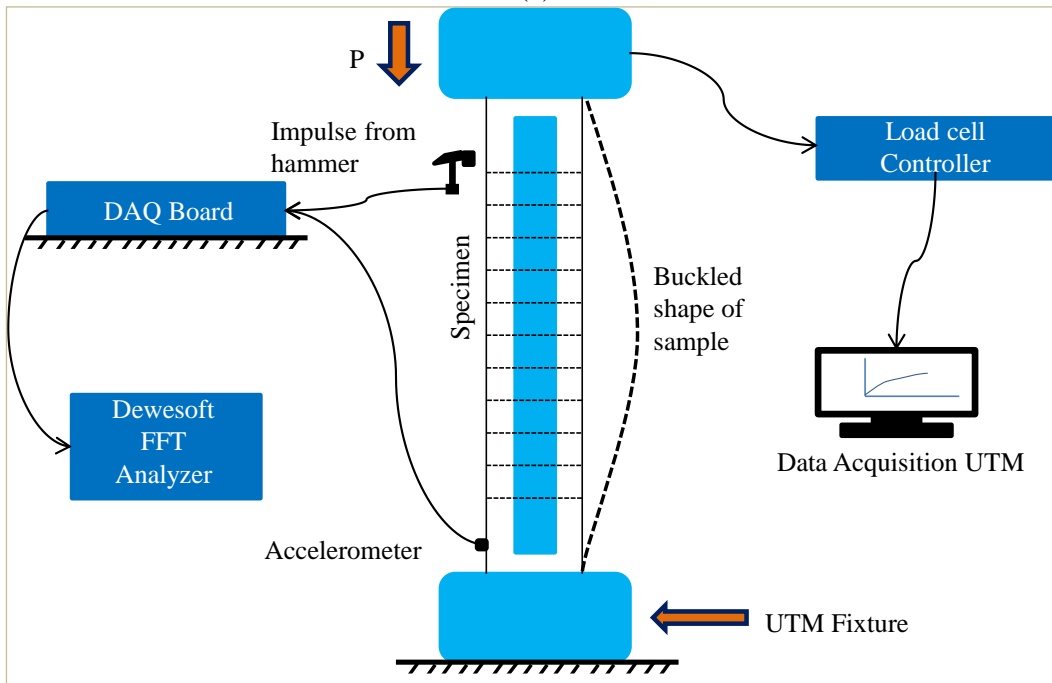 P
Impulse from
hammer
Load cell
Controller
DAQ Board
Specimen
Buckled
shape of
sample
Dewesoft
FFT
Analyzer
Data Acquisition UTM
Accelerometer
UTM Fixture